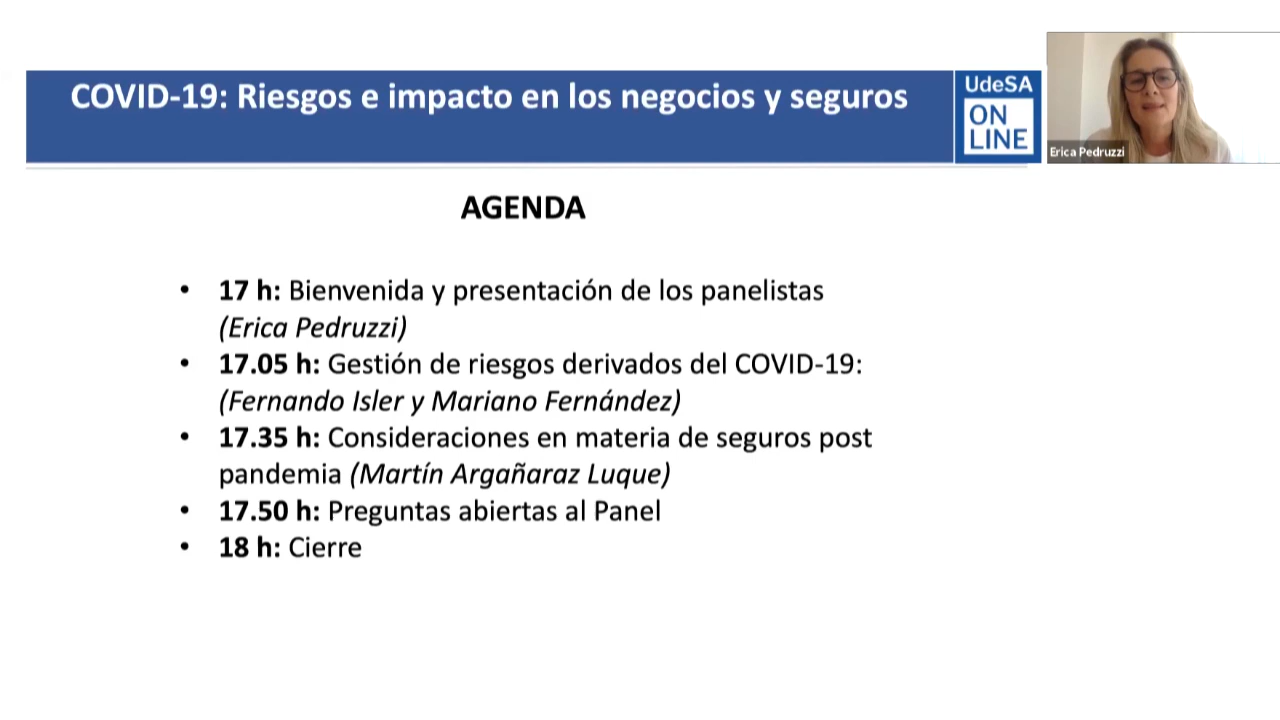 COVID-19: Riesgos e impacto en los negocios y seguros
UdeSA
ON
LINE
Erica Pedruzzi
AGENDA
• 17 h: Bienvenida y presentación de los panelistas
(Erica Pedruzzi)
• 17.05 h: Gestión de riesgos derivados del COVID-19:
(Fernando Isler y Mariano Fernández)
• 17.35 h: Consideraciones en materia de seguros post
pandemia (Martín Argañaraz Luque)
• 17.50 h: Preguntas abiertas al Panel
• 18 h: Cierre